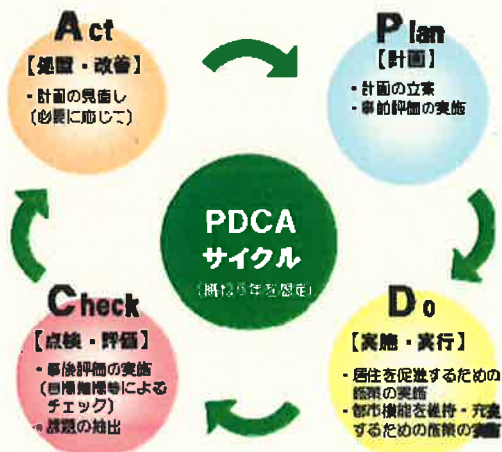 Act
【処置・改善】
・計画の見直し
(必要に応じて)
Plan
【計画】
・計画の立案
・事前評価の実施
PDCA
サイクル
Do
【実施・実行】
・居住を促進するための
施策の実施
・都市機能を維持・充実
するための施策の実施
Check
【点検・評価】
・事後評価の実施
(目標指標等による
チェック)
・課題の抽出